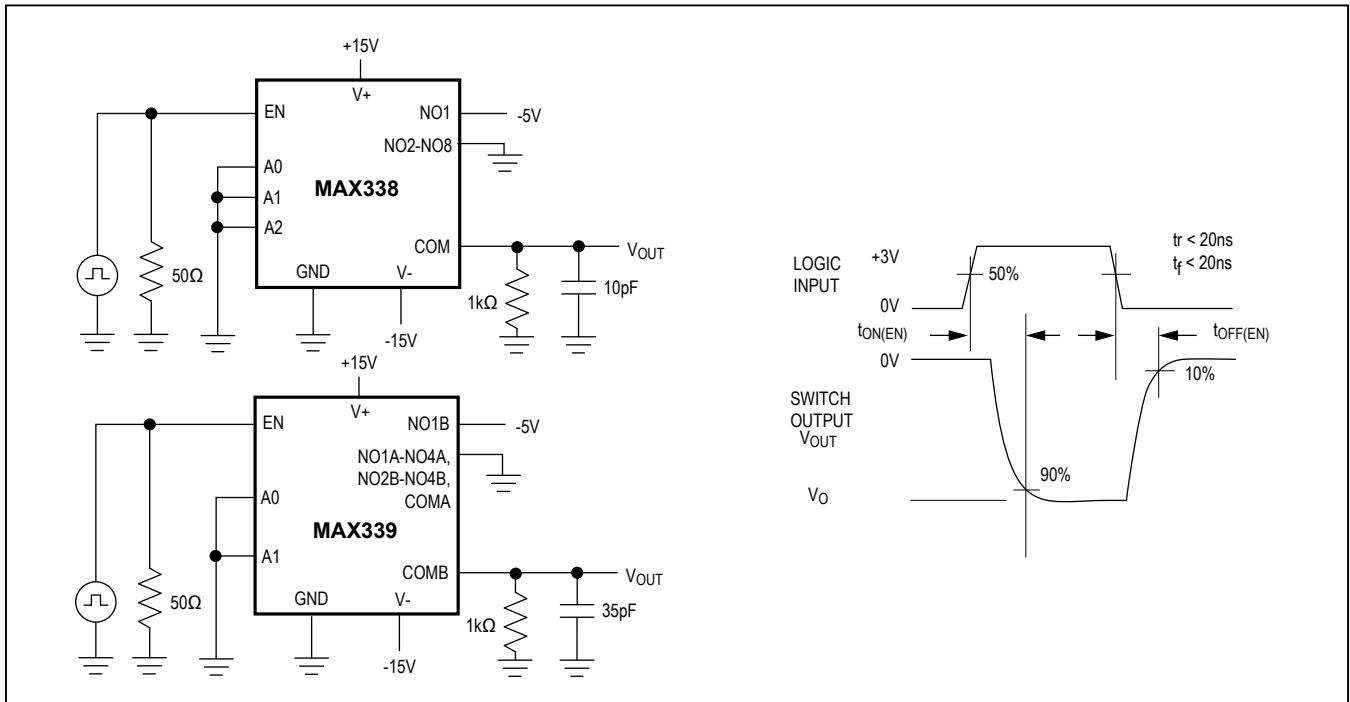 +15V
V+
EN
NO1
-5V
NO2-NO8
A0
MAX338
A1
A2
COM
VOUT
50Ω
GND
V-
1kΩ
10pF
-15V
+15V
V+
EN
NO1B
-5V
NO1A-NO4A,
NO2B-NO4B,
COMA
A0
MAX339
A1
COMB
VOUT
50Ω
GND
V-
1kΩ
35pF
-15V
LOGIC
INPUT
+3V
50%
0V
tr < 20ns
tf < 20ns
tON(EN)
tOFF(EN)
0V
10%
SWITCH
OUTPUT
VOUT
90%
VO